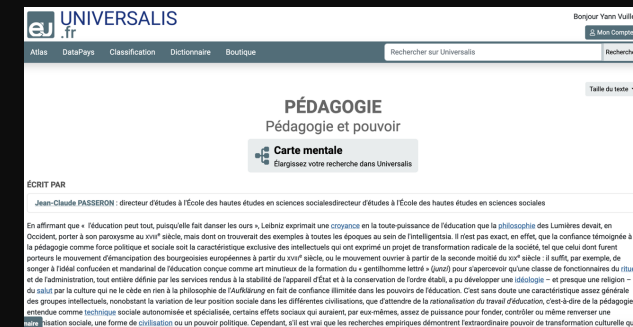 eu UNIVERSALIS
.fr
Bonjour Yann Vuille
Mon Compte
Atlas DataPays Classification Dictionnaire Boutique
Rechercher sur Universalis
Recherche
Taille du texte
PÉDAGOGIE
Pédagogie et pouvoir
Carte mentale
Élargissez votre recherche dans Universalis
ÉCRIT PAR
Jean-Claude PASSERON : directeur d'études à l'École des hautes études en sciences socialesdirecteur d'études à l'École des hautes études en sciences sociales
En affirmant que « l'éducation peut tout, puisqu'elle fait danser les ours », Leibniz exprimait une croyance en la toute-puissance de l'éducation que la philosophie des Lumières devait, en
Occident, porter à son paroxysme au XVIIIe siècle, mais dont on trouverait des exemples à toutes les époques au sein de l'intelligentsia. Il n'est pas exact, en effet, que la confiance témoignée à
la pédagogie comme force politique et sociale soit la caractéristique exclusive des intellectuels qui ont exprimé un projet de transformation radicale de la société, tel que celui dont furent
porteurs le mouvement d'émancipation des bourgeoisies européennes à partir du XVIIIe siècle, ou le mouvement ouvrier à partir de la seconde moitié du XIXe siècle : il suffit, par exemple, de
songer à l'idéal confucéen et mandarinal de l'éducation conçue comme art minutieux de la formation du « gentilhomme lettré » (junzi) pour s'apercevoir qu'une classe de fonctionnaires du rituel
et de l'administration, tout entière définie par les services rendus à la stabilité de l'appareil d'État et à la conservation de l'ordre établi, a pu développer une idéologie – et presque une religion –
du salut par la culture qui ne le cède en rien à la philosophie de l'Aufklärung en fait de confiance illimitée dans les pouvoirs de l'éducation. C'est sans doute une caractéristique assez générale
des groupes intellectuels, nonobstant la variation de leur position sociale dans les différentes civilisations, que d'attendre de la rationalisation du travail d'éducation, c'est-à-dire de la pédagogie
entendue comme technique sociale autonomisée et spécialisée, certains effets sociaux qui auraient, par eux-mêmes, assez de puissance pour fonder, contrôler ou même renverser une
naire nisation sociale, une forme de civilisation ou un pouvoir politique. Cependant, s'il est vrai que les recherches empiriques démontrent l'extraordinaire pouvoir de transformation culturelle qu